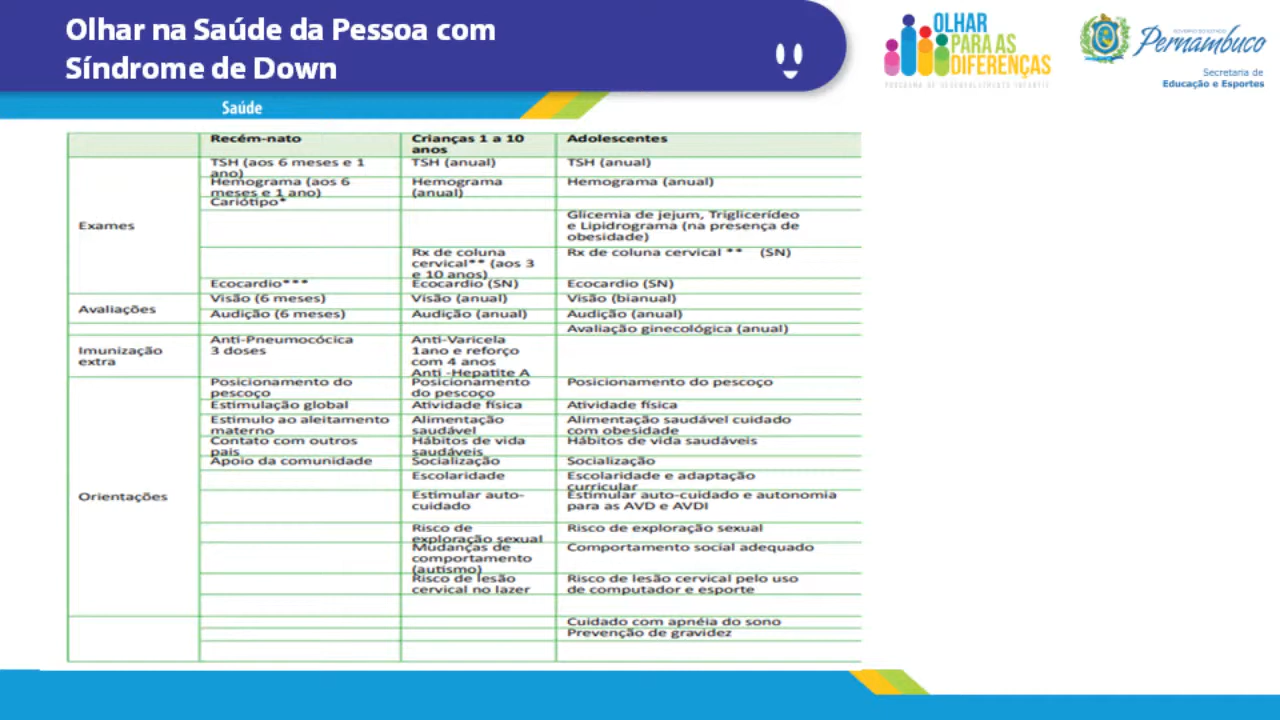 Olhar na Saúde da Pessoa com
Síndrome de Down
OLHAR
PARA AS
DIFERENÇAS
PROGRAMA DE DESENVOLVIMENTO INFANTIL
GOVERNO DO ESTADO
Pernambuco
Secretaria de
Educação e Esportes
Saúde
Recém-nato
Crianças 1 a 10
anos
Adolescentes
Exames
TSH (aos 6 meses e 1
ano)
TSH (anual)
TSH (anual)
Hemograma (aos 6
meses e 1 ano)
Hemograma
(anual)
Hemograma (anual)
Cariótipo*
Glicemia de jejum, Triglicerídeo
e Lipidrograma (na presença de
obesidade)
Rx de coluna
cervical** (aos 3
e 10 anos)
Rx de coluna cervical ** (SN)
Ecocardio***
Ecocardio (SN)
Ecocardio (SN)
Avaliações
Visão (6 meses)
Visão (anual)
Visão (bianual)
Audição (6 meses)
Audição (anual)
Audição (anual)
Avaliação ginecológica (anual)
Imunização
extra
Anti-Pneumocócica
3 doses
Anti-Varicela
1ano e reforço
com 4 anos
Anti -Hepatite A
Orientações
Posicionamento do
pescoço
Posicionamento
do pescoço
Posicionamento do pescoço
Estimulação global
Atividade física
Atividade física
Estimulo ao aleitamento
materno
Alimentação
saudável
Alimentação saudável cuidado
com obesidade
Contato com outros
pais
Hábitos de vida
saudáveis
Hábitos de vida saudáveis
Apoio da comunidade
Socialização
Socialização
Escolaridade
Escolaridade e adaptação
curricular
Estimular auto-
cuidado
Estimular auto-cuidado e autonomia
para as AVD e AVDI
Risco de
exploração sexual
Risco de exploração sexual
Mudanças de
comportamento
(autismo)
Comportamento social adequado
Risco de lesão
cervical no lazer
Risco de lesão cervical pelo uso
de computador e esporte
Cuidado com apnéia do sono
Prevenção de gravidez